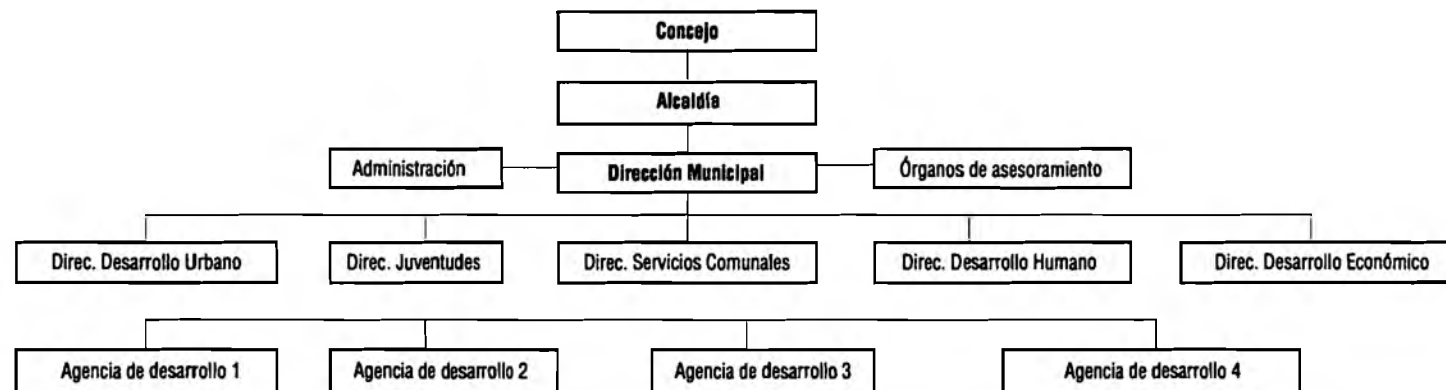 Concejo
Alcaldía
Administración
Dirección Municipal
Órganos de asesoramiento
Direc. Desarrollo Urbano
Direc. Juventudes
Direc. Servicios Comunales
Direc. Desarrollo Humano
Direc. Desarrollo Económico
Agencia de desarrollo 1
Agencia de desarrollo 2
Agencia de desarrollo 3
Agencia de desarrollo 4